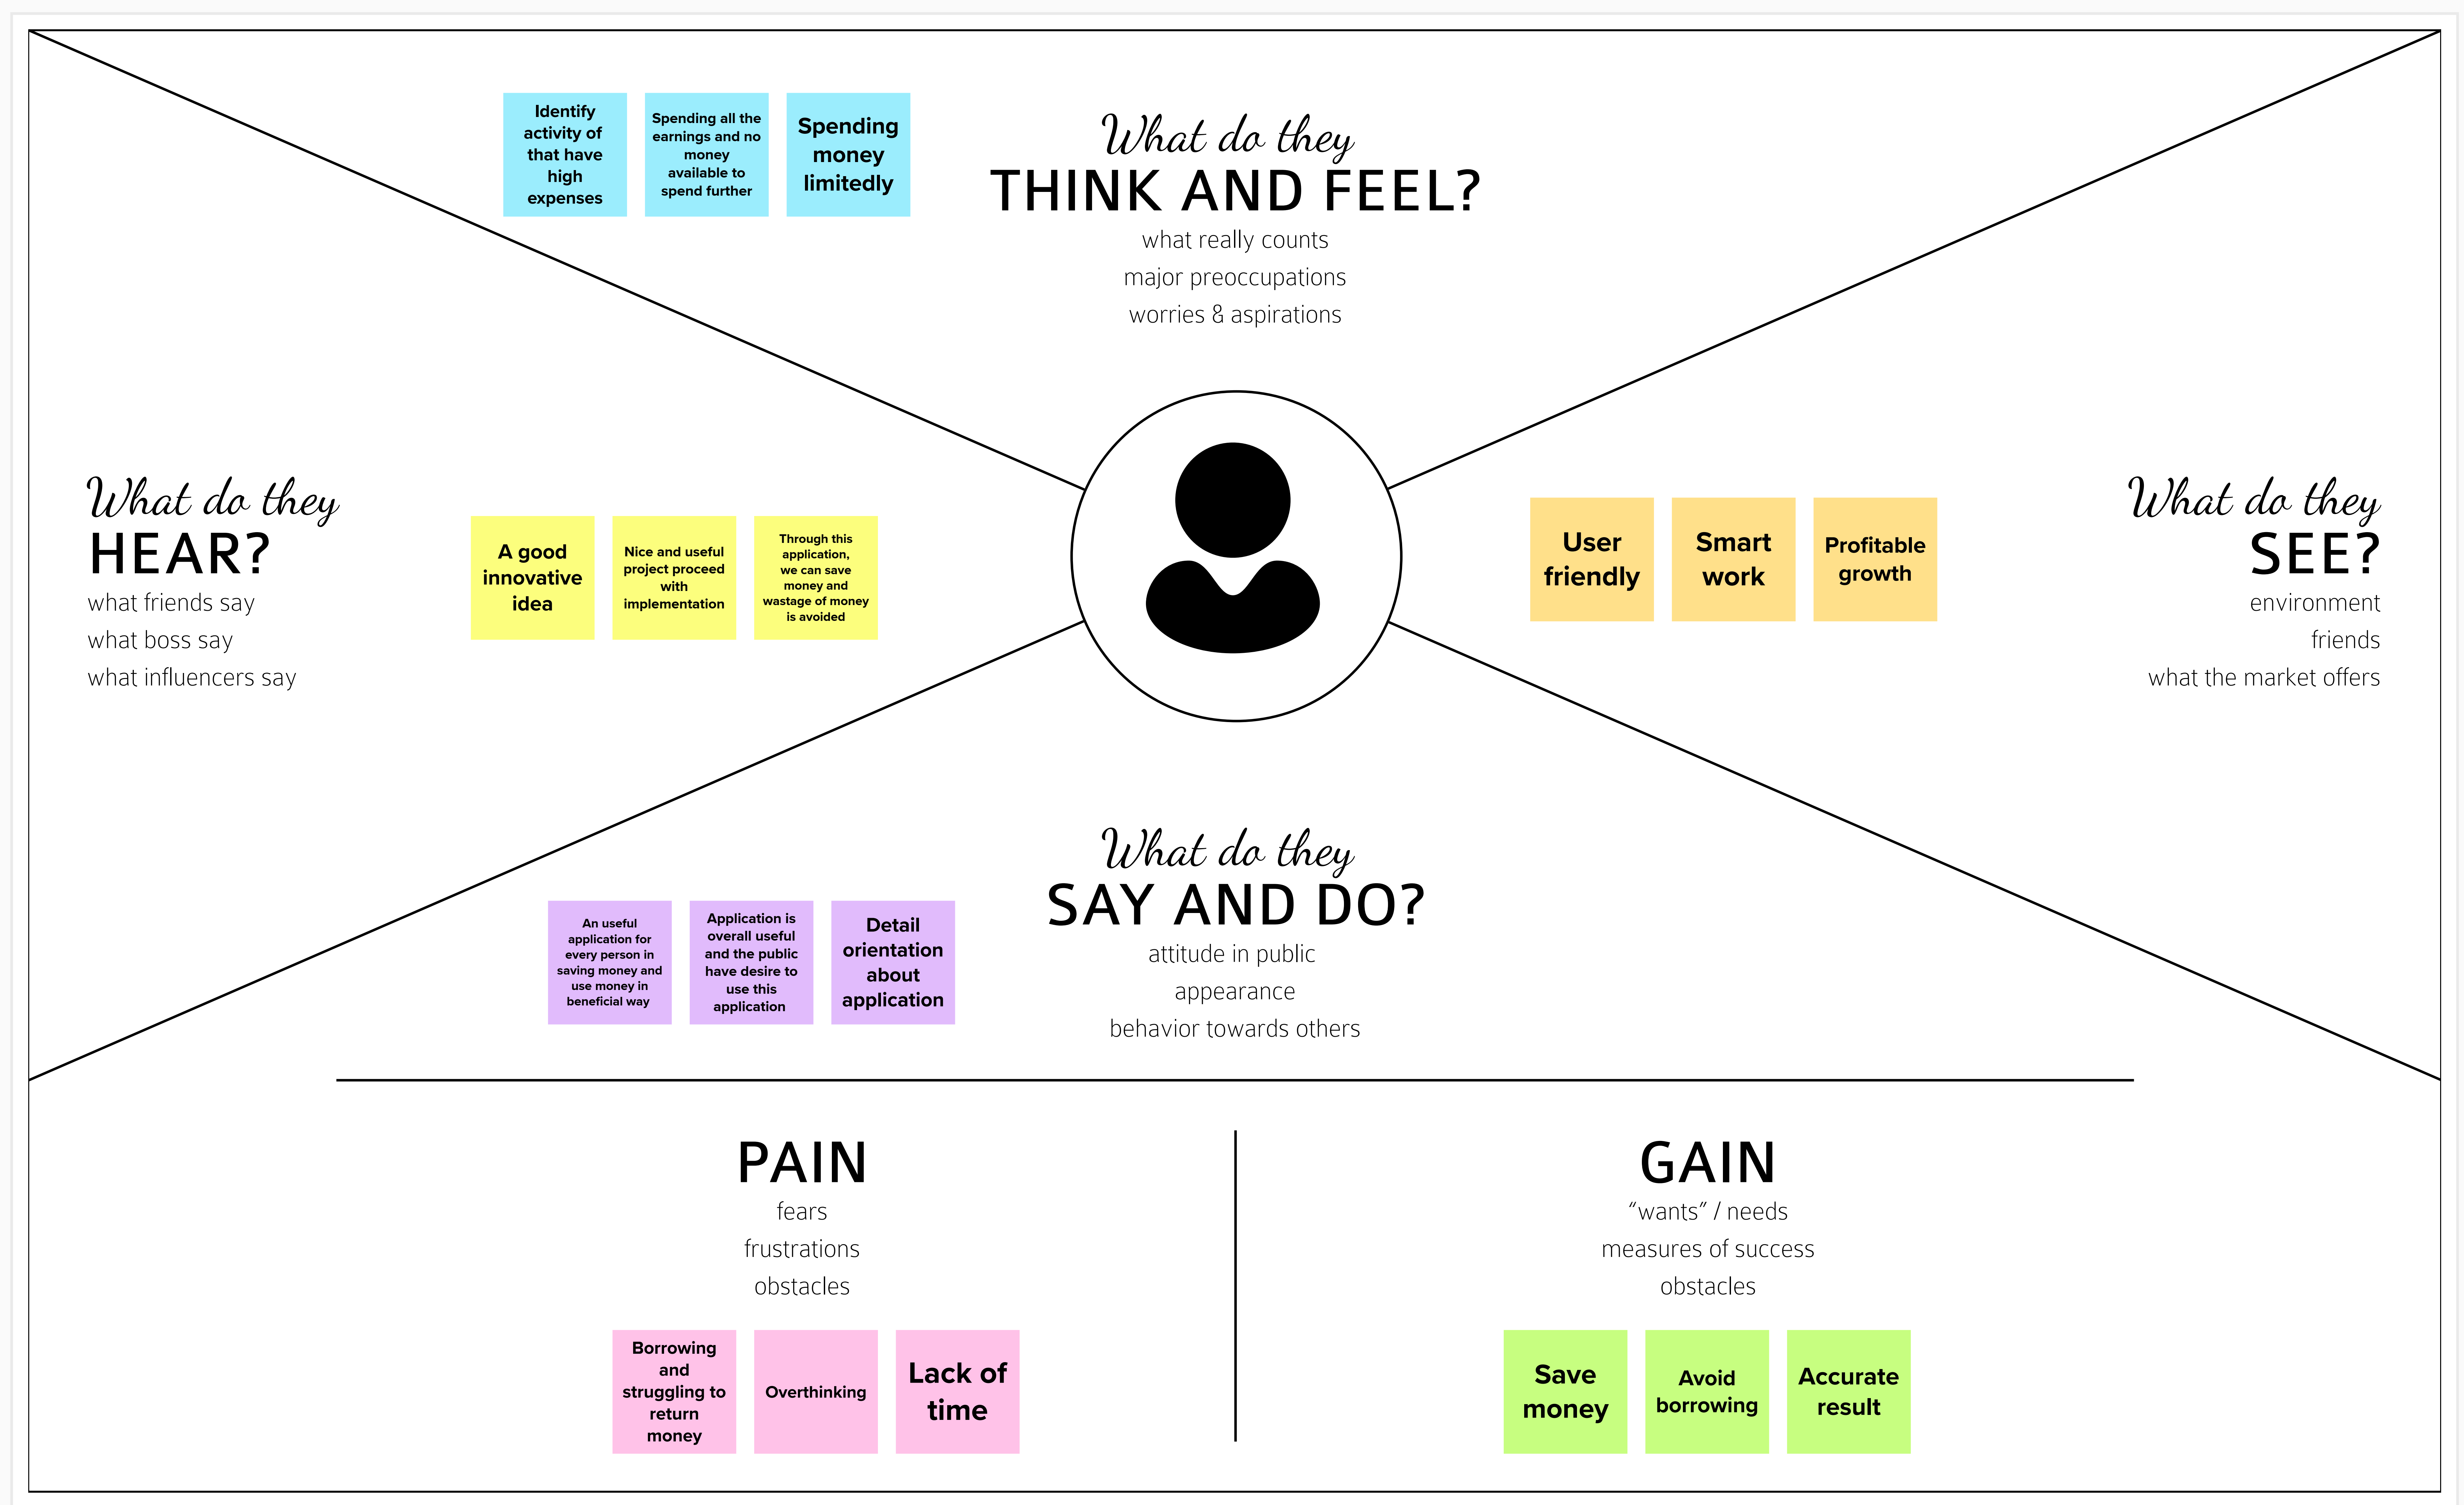 Identify
activity of
that have
high
expenses
Spending all the
earnings and no
money
available to
spend further
Spending
money
limitedly
What do they
THINK AND FEEL?
what really counts
major preoccupations
worries & aspirations
What do they
HEAR?
what friends say
what boss say
what influencers say
A good
innovative
idea
Nice and useful
project proceed
with
implementation
Through this
application,
we can save
money and
wastage of money
is avoided
User
friendly
Smart
work
Profitable
growth
What do they
SEE?
environment
friends
what the market offers
What do they
SAY AND DO?
attitude in public
appearance
behavior towards others
An useful
application for
every person in
saving money and
use money in
beneficial way
Application is
overall useful
and the public
have desire to
use this
application
Detail
orientation
about
application
PAIN
fears
frustrations
obstacles
Borrowing
and
struggling to
return
money
Overthinking
Lack of
time
GAIN
“wants” / needs
measures of success
obstacles
Save
money
Avoid
borrowing
Accurate
result